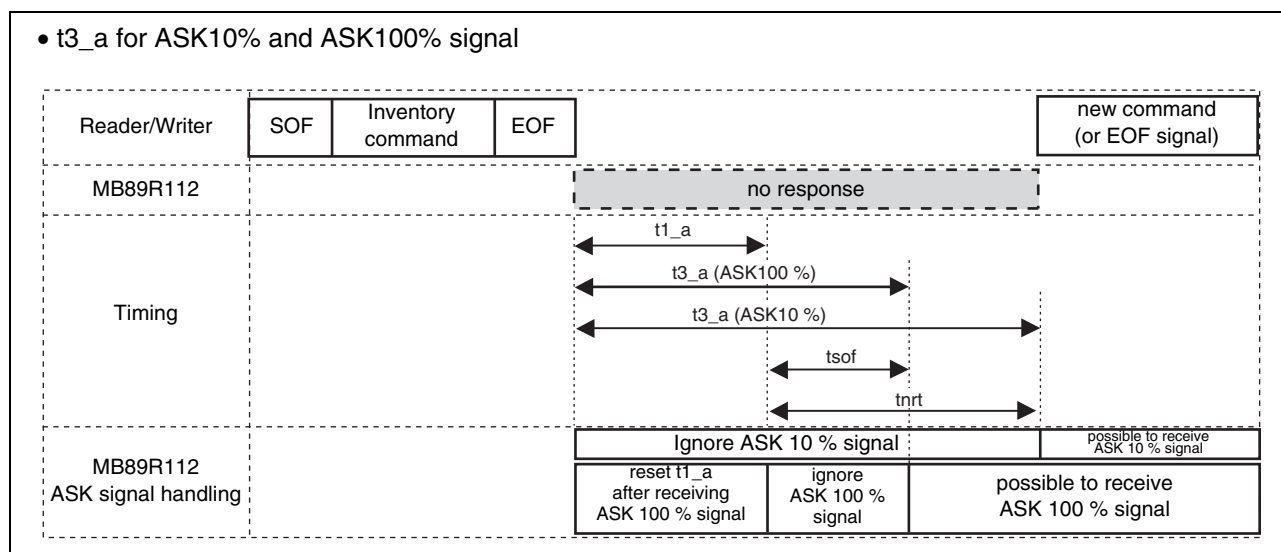 • t3_a for ASK10% and ASK100% signal
Reader/Writer
SOF
Inventory
command
EOF
new command
(or EOF signal)
MB89R112
no response
Timing
t1_a
t3_a (ASK100 %)
t3_a (ASK10 %)
tsof
tnrt
MB89R112
ASK signal handling
Ignore ASK 10 % signal
possible to receive
ASK 10 % signal
reset t1_a
after receiving
ASK 100 % signal
ignore
ASK 100 %
signal
possible to receive
ASK 100 % signal